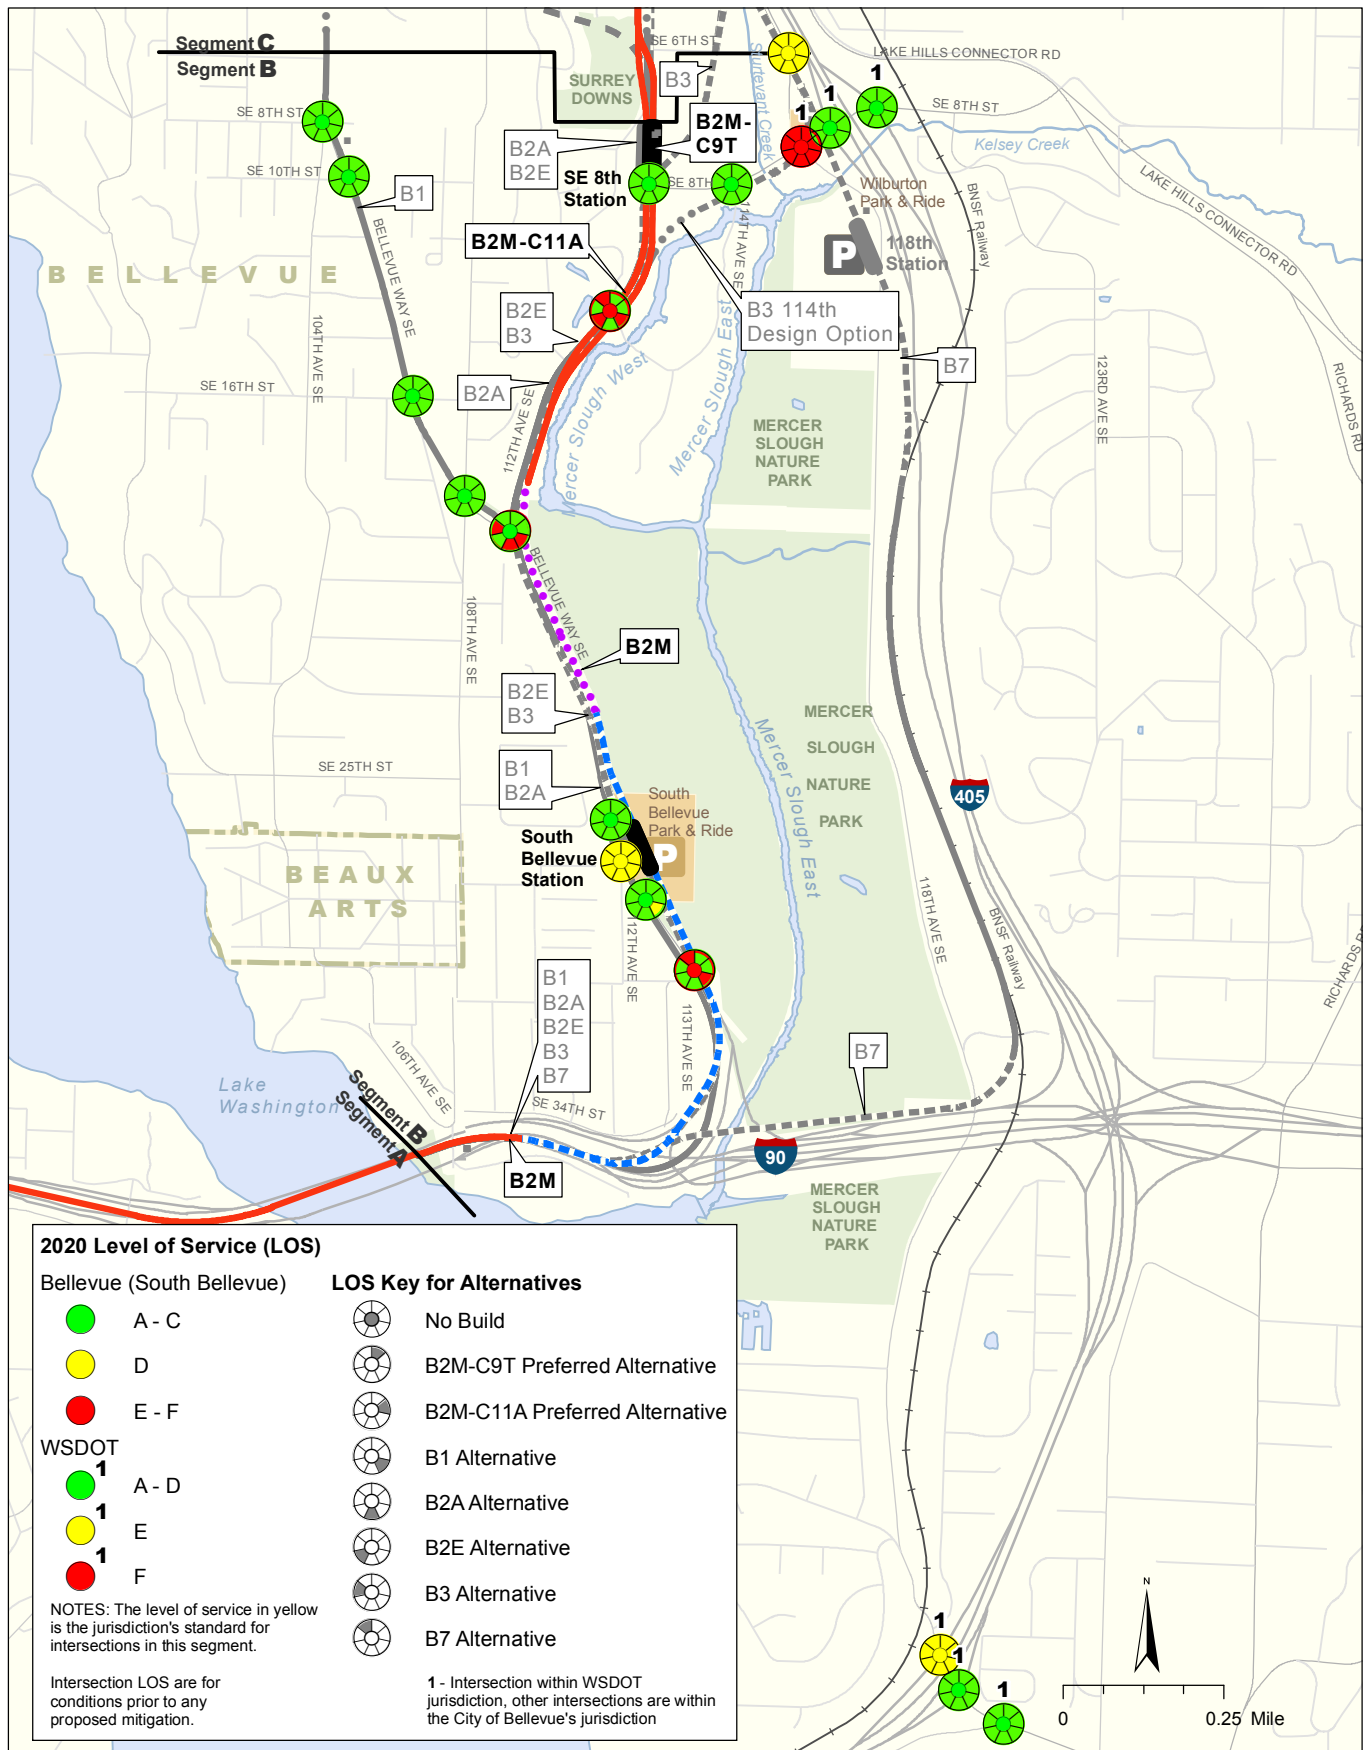 Segment C
Segment B
SE 6TH ST
LAKE HILLS CONNECTOR RD
SURREY
DOWNS
B3
Sturtevant Creek
1
1
1
SE 8TH ST
SE 8TH ST
B2M-
C9T
Kelsey Creek
B2A
B2E
SE 10TH ST
SE 8th
Station
SE 8TH
Wilburton
Park & Ride
LAKE HILLS CONNECTOR RD
B1
BNSF Railway
BELLEVUE WAY SE
114TH AVE SE
B2M-C11A
P
118th
Station
BELLEVUE
B2E
B3
B3 114th
Design Option
104TH AVE SE
Mercer Slough West
Mercer Slough East
B7
123RD AVE SE
RICHARDS RD
SE 16TH ST
B2A
112TH AVE SE
MERCER
SLOUGH
NATURE
PARK
BELLEVUE WAY SE
108TH AVE SE
B2M
B2E
B3
MERCER
SLOUGH
NATURE
PARK
Mercer Slough East
SE 25TH ST
B1
B2A
405
South
Bellevue
Park & Ride
South
Bellevue
Station
P
BEAUX
ARTS
118TH AVE SE
BNSF Railway
112TH AVE SE
RICHARDS R
B1
B2A
B2E
B3
B7
113TH AVE SE
106TH AVE SE
B7
Lake
Washington
Segment B
Segment A
SE 34TH ST
90
B2M
MERCER
SLOUGH
NATURE
PARK
2020 Level of Service (LOS)
Bellevue (South Bellevue)
A - C
D
E - F
WSDOT
1
A - D
1
E
1
F
NOTES: The level of service in yellow
is the jurisdiction's standard for
intersections in this segment.
Intersection LOS are for
conditions prior to any
proposed mitigation.
LOS Key for Alternatives
No Build
B2M-C9T Preferred Alternative
B2M-C11A Preferred Alternative
B1 Alternative
B2A Alternative
B2E Alternative
B3 Alternative
B7 Alternative
1 - Intersection within WSDOT
jurisdiction, other intersections are within
the City of Bellevue's jurisdiction
1
1
1
N
0 0.25 Mile